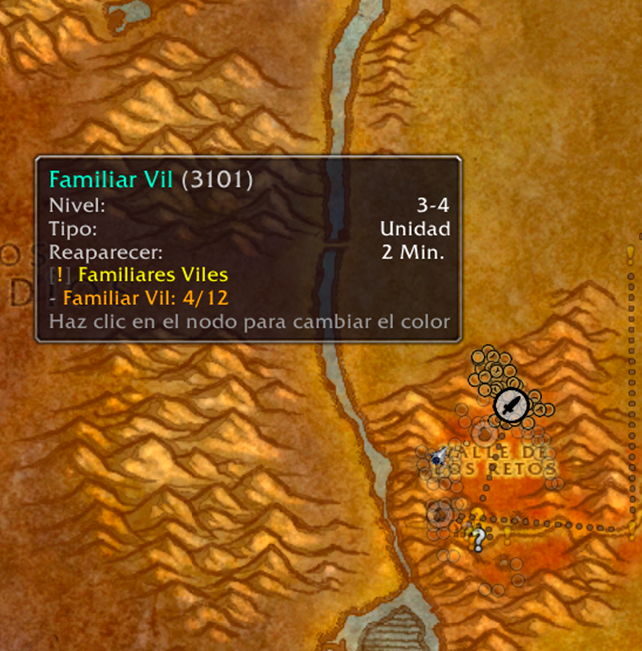 Familiar Vil (3101)
Nivel: 3-4
Tipo: Unidad
Reaparecer: 2 Min.
[!] Familiares Viles
- Familiar Vil: 4/12
Haz clic en el nodo para cambiar el color
VALLE DE
LOS RETOS
?